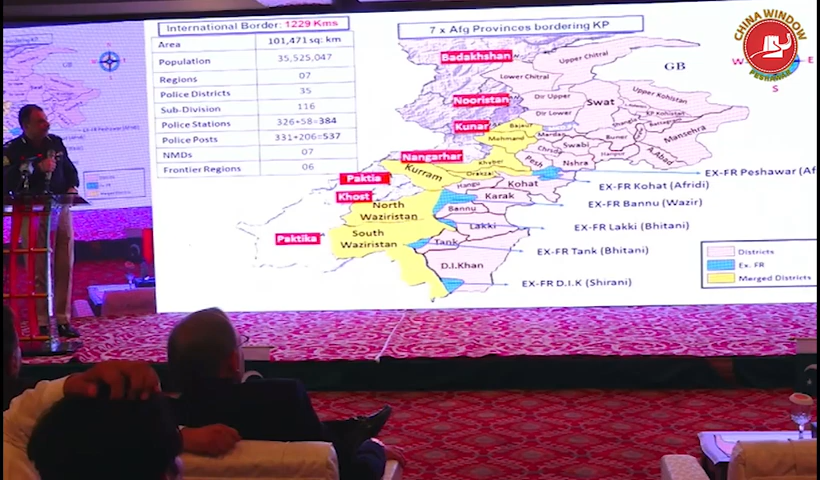 International Border: 1229 Kms
Area 101,471 sq: km
Population 35,525,047
Regions 07
Police Districts 35
Sub-Division 116
Police Stations 326+58=384
Police Posts 331+206=537
NMDs 07
Frontier Regions 06
7 x Afg Provinces bordering KP
CHINA WINDOW
PESHAWAR
Badakhshan
Upper Chitral
GB
Lower Chitral
Nooristan
Dir Upper
Swat
Upper Kohistan
Dir Lower
Kunar
Bajaur
Mohmand
Mardan
Swabi
Buner
Mansehra
A.Abad
Nangarhar
Khyber
Pesh
Nshra
Paktia
Kurram
Orakzai
Hangu
Kohat
Khost
Karak
North
Waziristan
Bannu
Lakki
Paktika
South
Waziristan
Tank
D.I.Khan
EX-FR Peshawar (Af
EX-FR Kohat (Afridi)
EX-FR Bannu (Wazir)
EX-FR Lakki (Bhitani)
EX-FR Tank (Bhitani)
EX-FR D.I.K (Shirani)
Districts
Ex. FR
Merged Districts
S